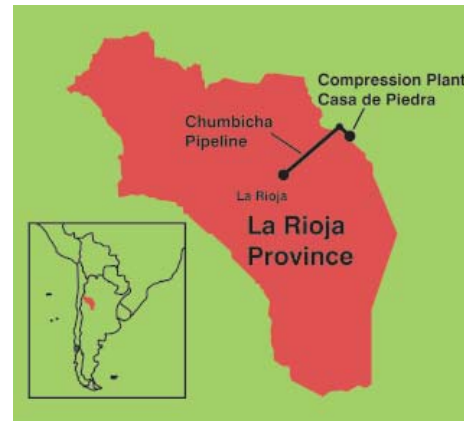 Compression Plant
Casa de Piedra
Chumbicha
Pipeline
La Rioja
La Rioja
Province